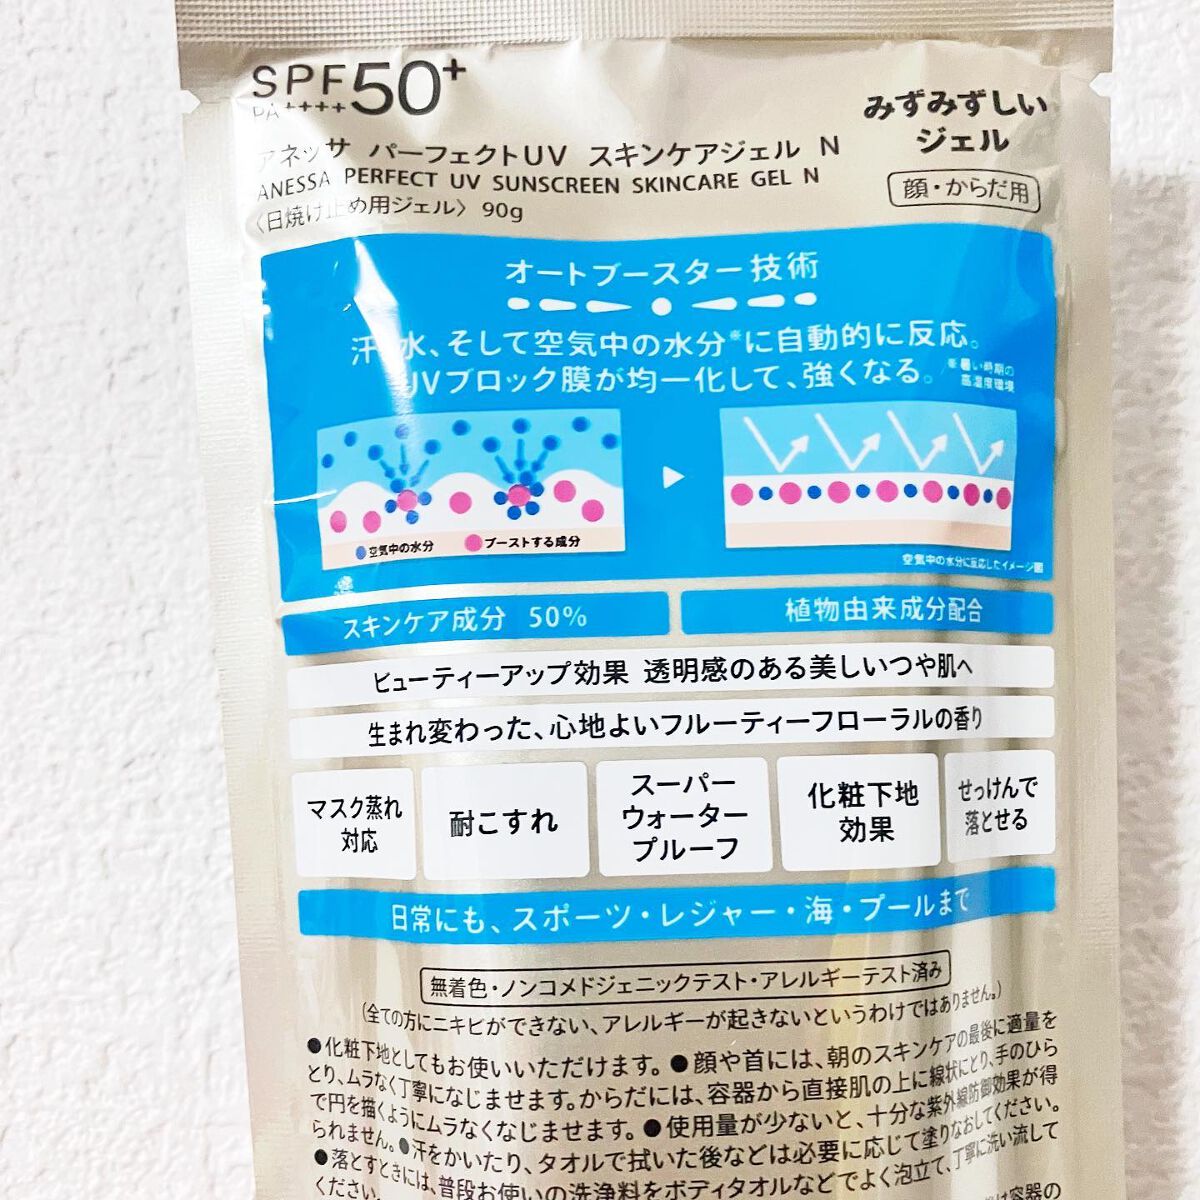 SPF50+
PA++++
アネッサ パーフェクトUV スキンケアジェル N
ANESSA PERFECT UV SUNSCREEN SKINCARE GEL N
〈日焼け止め用ジェル〉 90g
みずみずしい
ジェル
顔・からだ用
オートブースター技術
汗、水、そして空気中の水分※に自動的に反応。
UVブロック膜が均一化して、強くなる。
※暑い時期の
高湿度環境
空気中の水分
ブーストする成分
空気中の水分に反応したイメージ図
スキンケア成分 50%
植物由来成分配合
ビューティーアップ効果 透明感のある美しいつや肌へ
生まれ変わった、心地よいフルーティーフローラルの香り
マスク蒸れ
対応
耐こすれ
スーパー
ウォーター
プルーフ
化粧下地
効果
せっけんで
落とせる
日常にも、スポーツ・レジャー・海・プールまで
無着色・ノンコメドジェニックテスト・アレルギーテスト済み
(全ての方にニキビができない、アレルギーが起きないというわけではありません。)
●化粧下地としてもお使いいただけます。●顔や首には、朝のスキンケアの最後に適量を
とり、ムラなく丁寧になじませます。からだには、容器から直接肌の上に線状にとり、手のひら
で円を描くようにムラなくなじませます。●使用量が少ないと、十分な紫外線防御効果が得
られません。●汗をかいたり、タオルで拭いた後などは必要に応じて塗りなおしてください。
●落とすときには、普段お使いの洗浄料をボディタオルなどでよく泡立て、丁寧に洗い流して
ください。
容器の